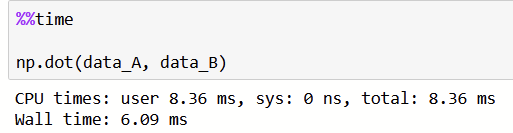 %%time
np.dot(data_A, data_B)
CPU times: user 8.36 ms, sys: 0 ns, total: 8.36 ms
Wall time: 6.09 ms